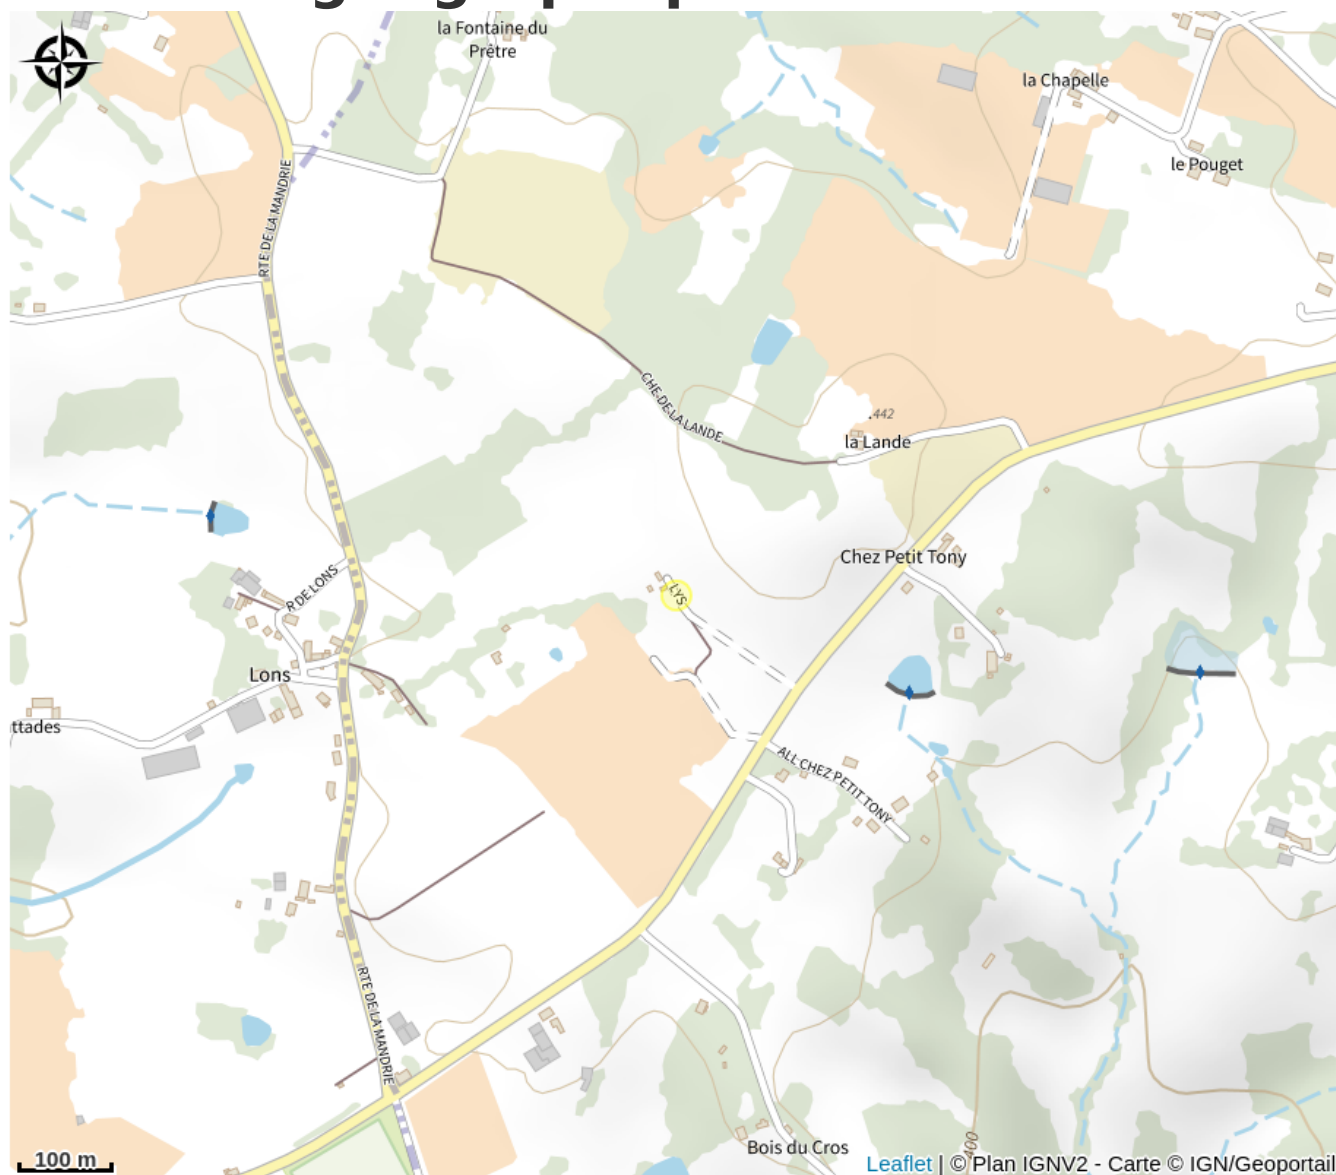 la Fontaine du
Prêtre
la Chapelle
le Pouget
RTE DE LA MANDRIE
CHE DE LA LANDE
.442
la Lande
Chez Petit Tony
R DE LONS
LYS
Lons
ttades
ALL CHEZ PETIT TONY
RTE DE LA MANDRIE
400
Bois du Cros
100 m
Leaflet | © Plan IGNV2 - Carte © IGN/Geoportail